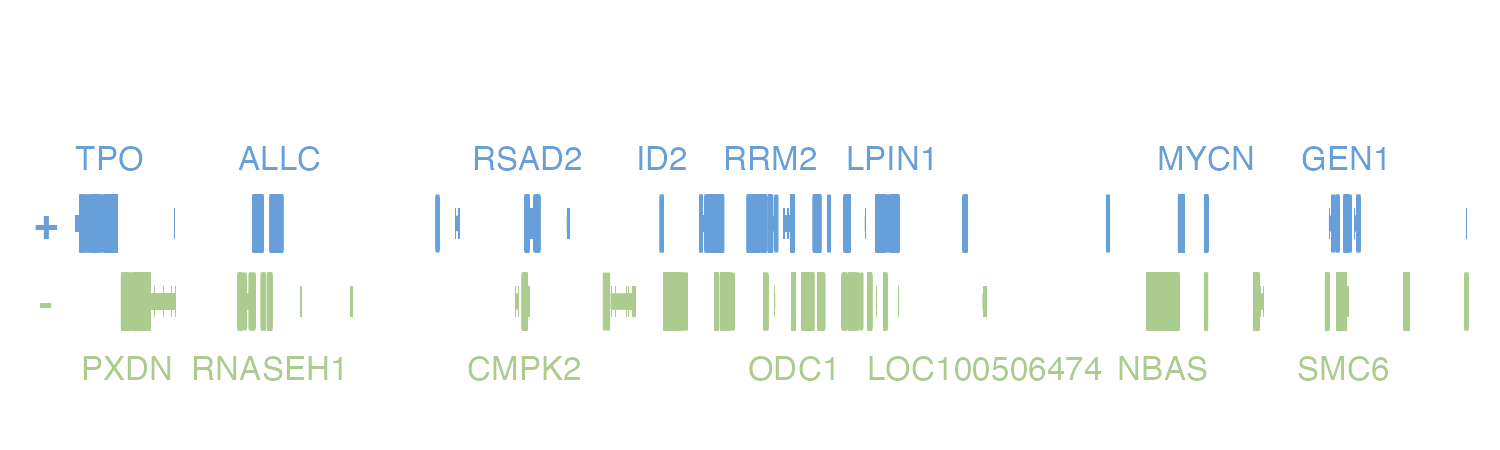 TPO ALLC RSAD2 ID2 RRM2 LPIN1 MYCN GEN1
+
-
PXDN RNASEH1 CMPK2 ODC1 LOC100506474 NBAS SMC6